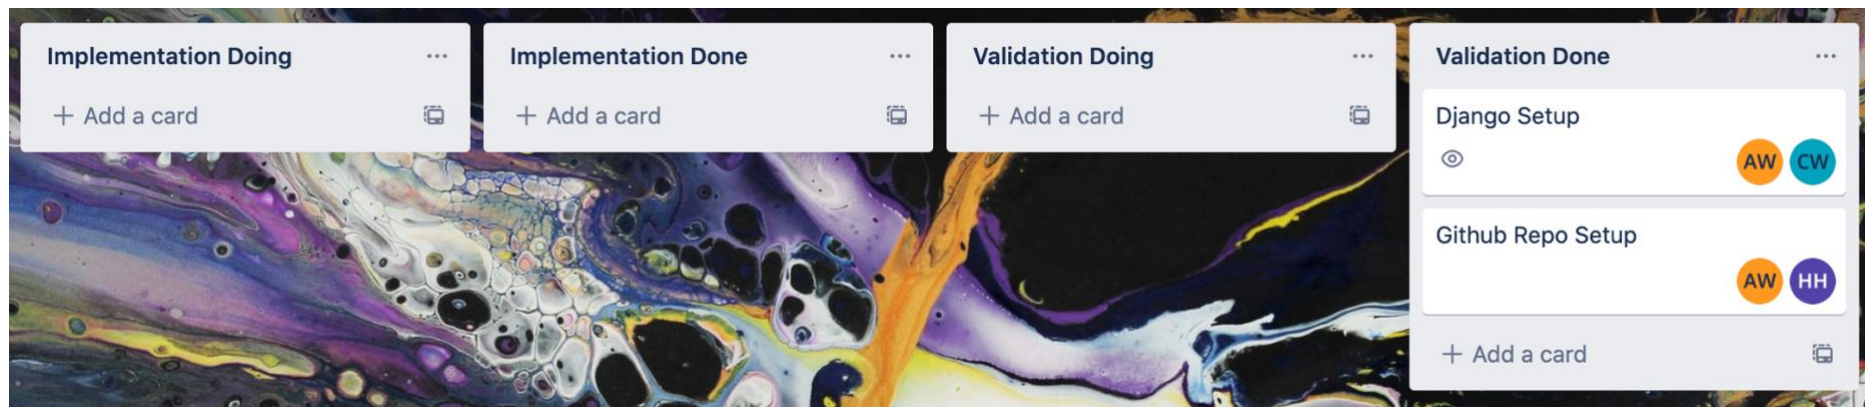 Implementation Doing
+ Add a card
Implementation Done
+ Add a card
Validation Doing
+ Add a card
Validation Done
Django Setup
AW CW
Github Repo Setup
AW HH
+ Add a card